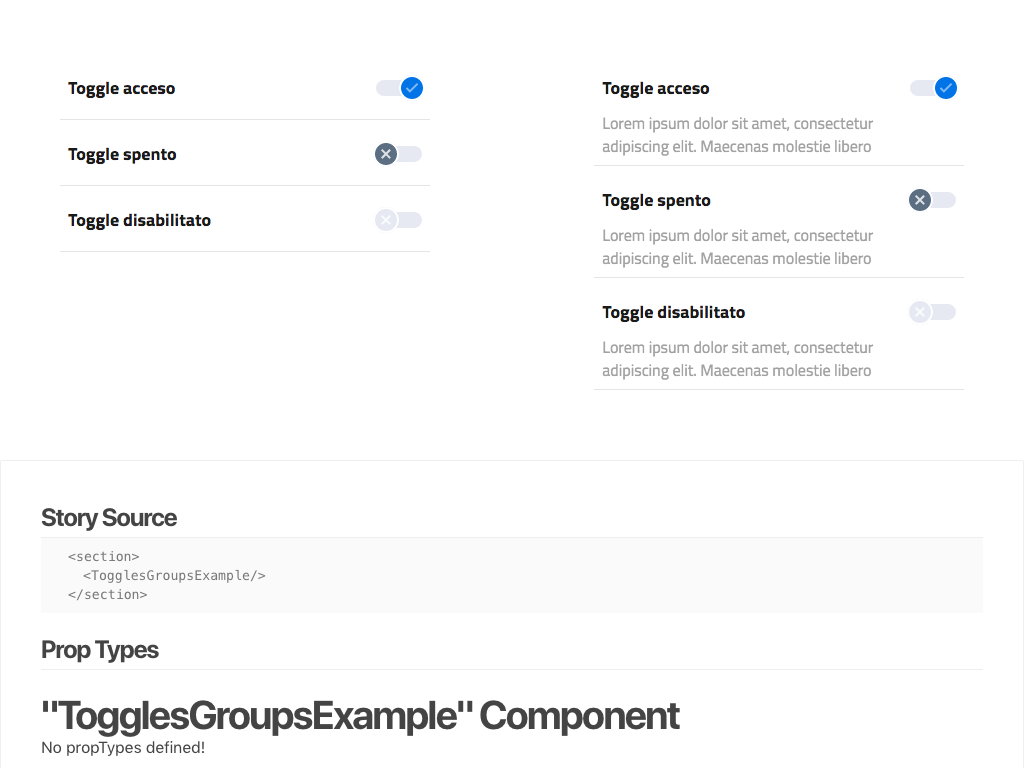 Toggle acceso
Toggle spento
Toggle disabilitato
Toggle acceso
Lorem ipsum dolor sit amet, consectetur
adipiscing elit. Maecenas molestie libero
Toggle spento
Lorem ipsum dolor sit amet, consectetur
adipiscing elit. Maecenas molestie libero
Toggle disabilitato
Lorem ipsum dolor sit amet, consectetur
adipiscing elit. Maecenas molestie libero
Story Source
<section>
<TogglesGroupsExample/>
</section>
Prop Types
"TogglesGroupsExample" Component
No propTypes defined!